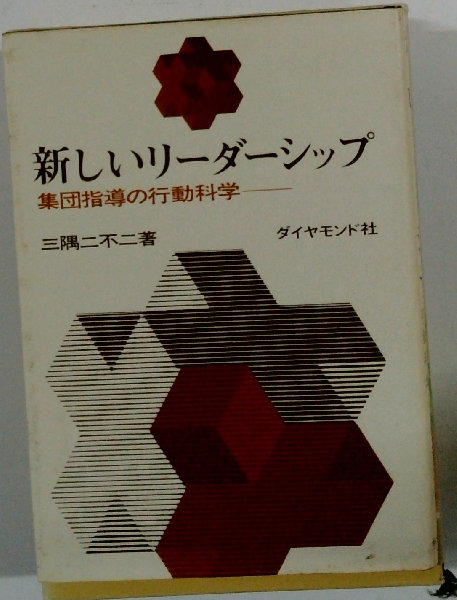 新しいリーダーシップ
集団指導の行動科学――
三隅二不二著
ダイヤモンド社